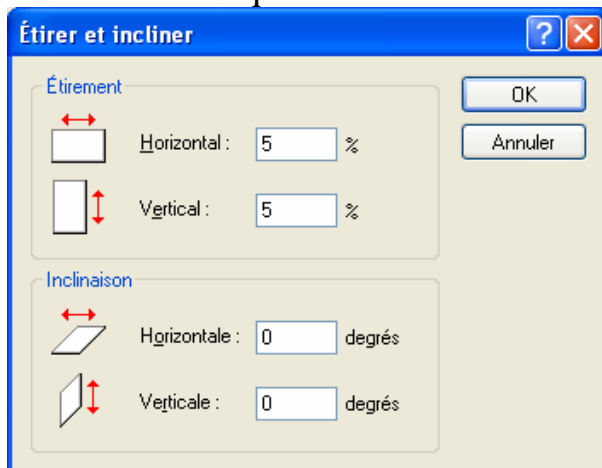 Étirer et incliner
Étirement
OK
Horizontal : 5 %
Annuler
Vertical : 5 %
Inclinaison
Horizontale : 0 degrés
Verticale : 0 degrés